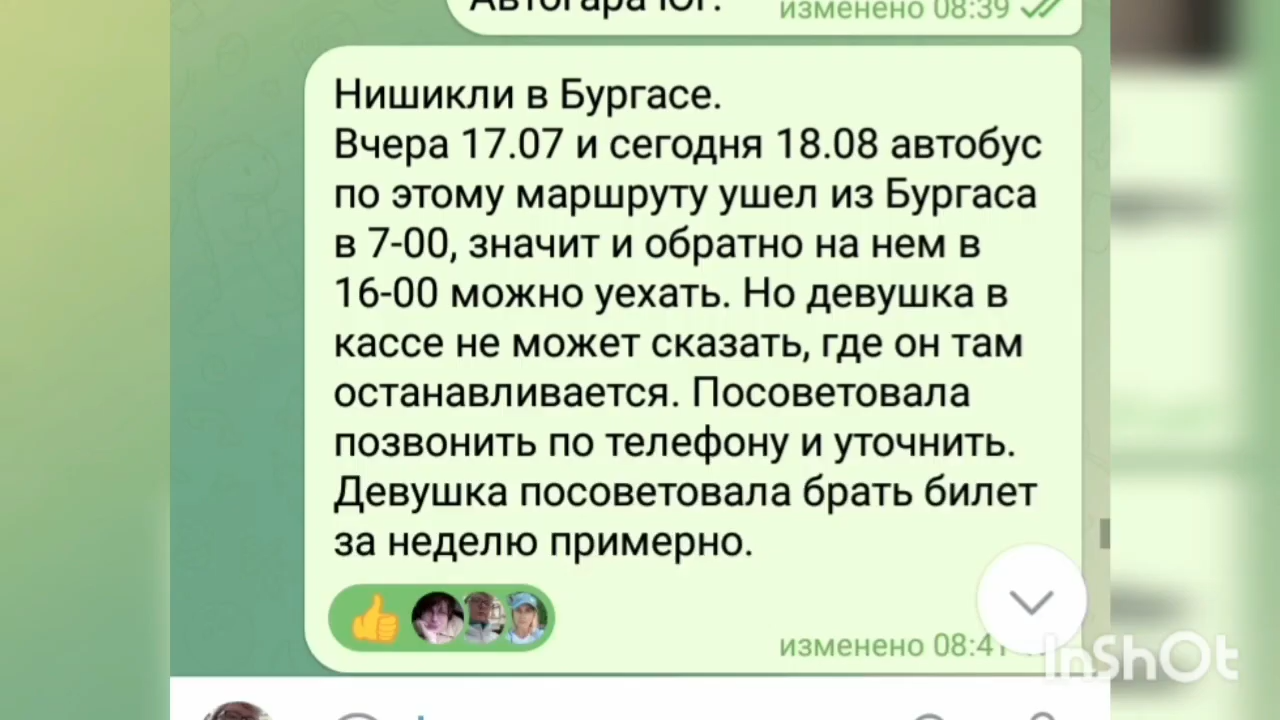 Автогара Юг.
изменено 08:39
Нишикли в Бургасе.
Вчера 17.07 и сегодня 18.08 автобус
по этому маршруту ушел из Бургаса
в 7-00, значит и обратно на нем в
16-00 можно уехать. Но девушка в
кассе не может сказать, где он там
останавливается. Посоветовала
позвонить по телефону и уточнить.
Девушка посоветовала брать билет
за неделю примерно.
изменено 08:41
InShOt